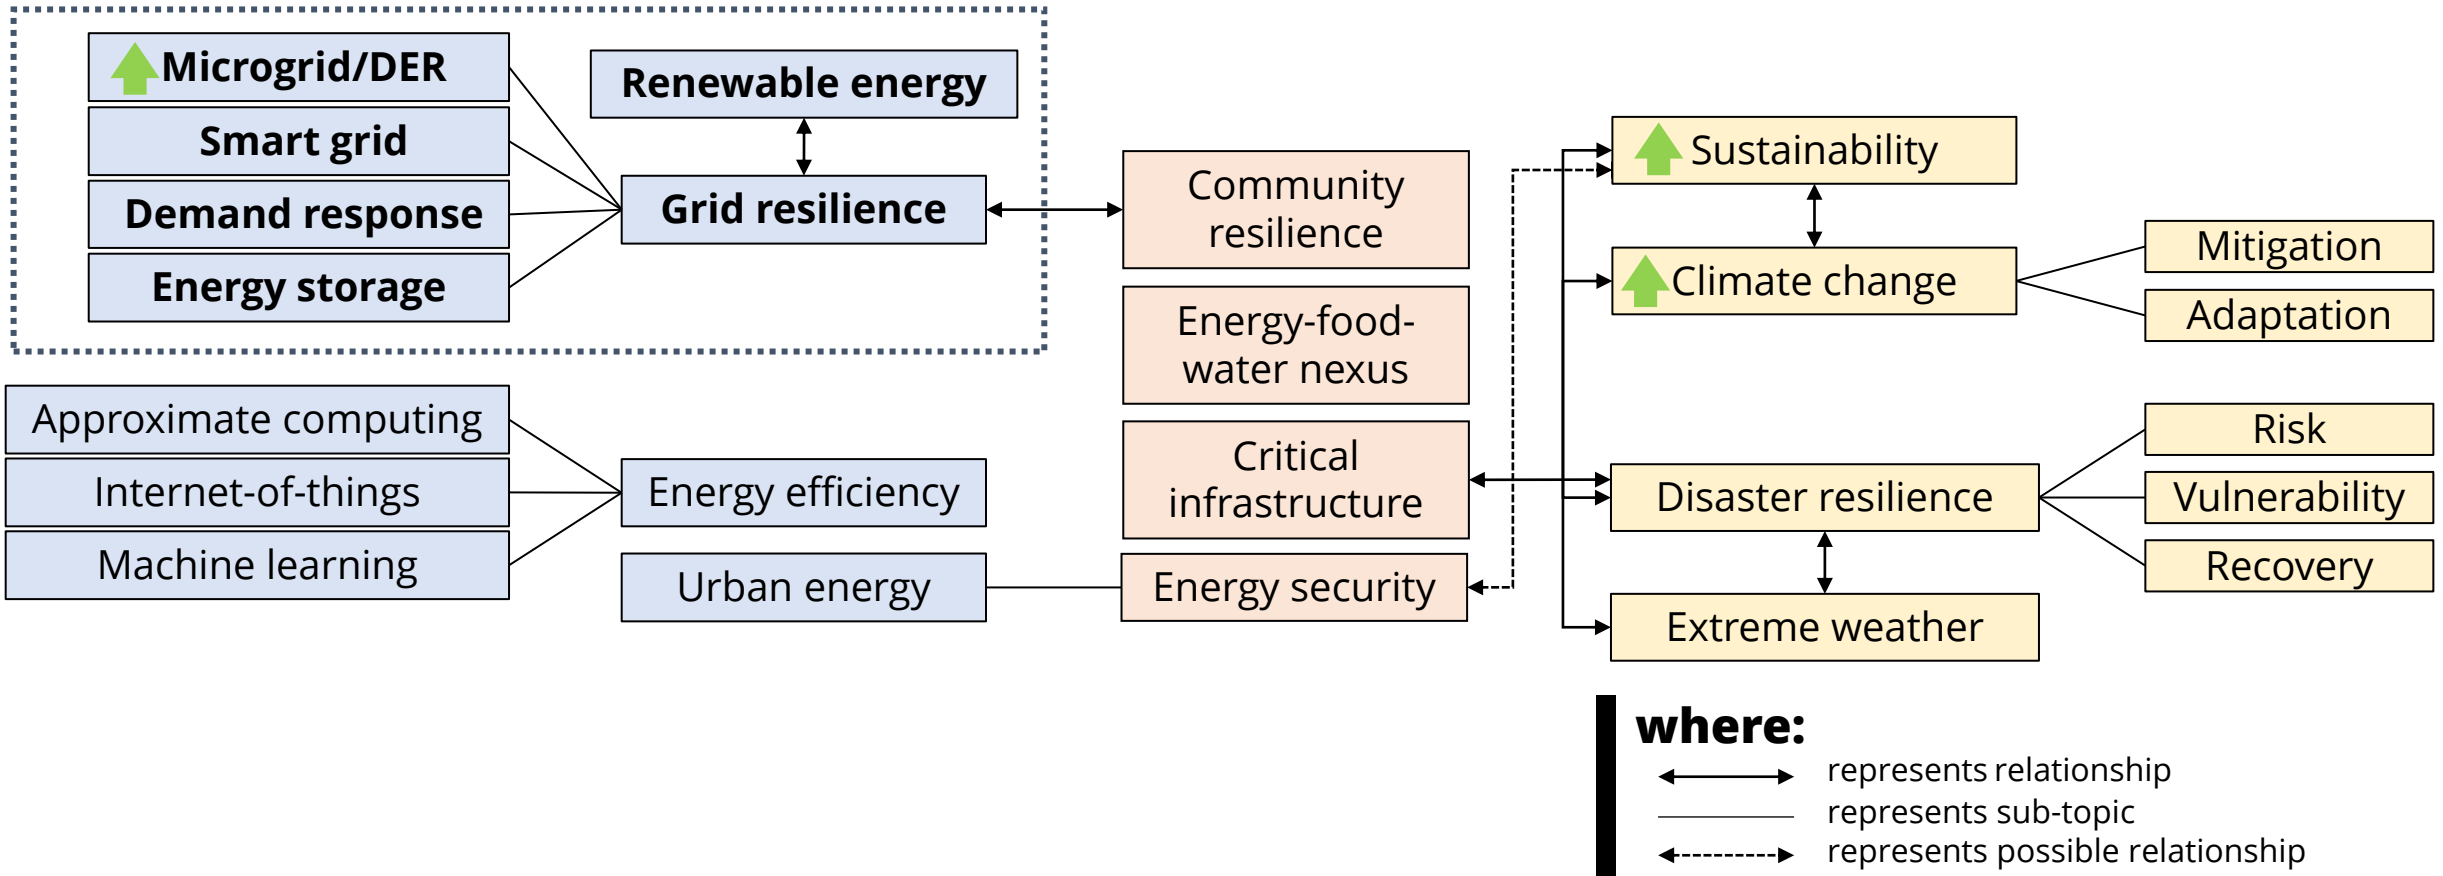 Microgrid/DER
Smart grid
Demand response
Energy storage
Renewable energy
Grid resilience
Approximate computing
Internet-of-things
Machine learning
Energy efficiency
Urban energy
Community
resilience
Energy-food-
water nexus
Critical
infrastructure
Energy security
Sustainability
Climate change
Disaster resilience
Extreme weather
Mitigation
Adaptation
Risk
Vulnerability
Recovery
where:
represents relationship
represents sub-topic
represents possible relationship